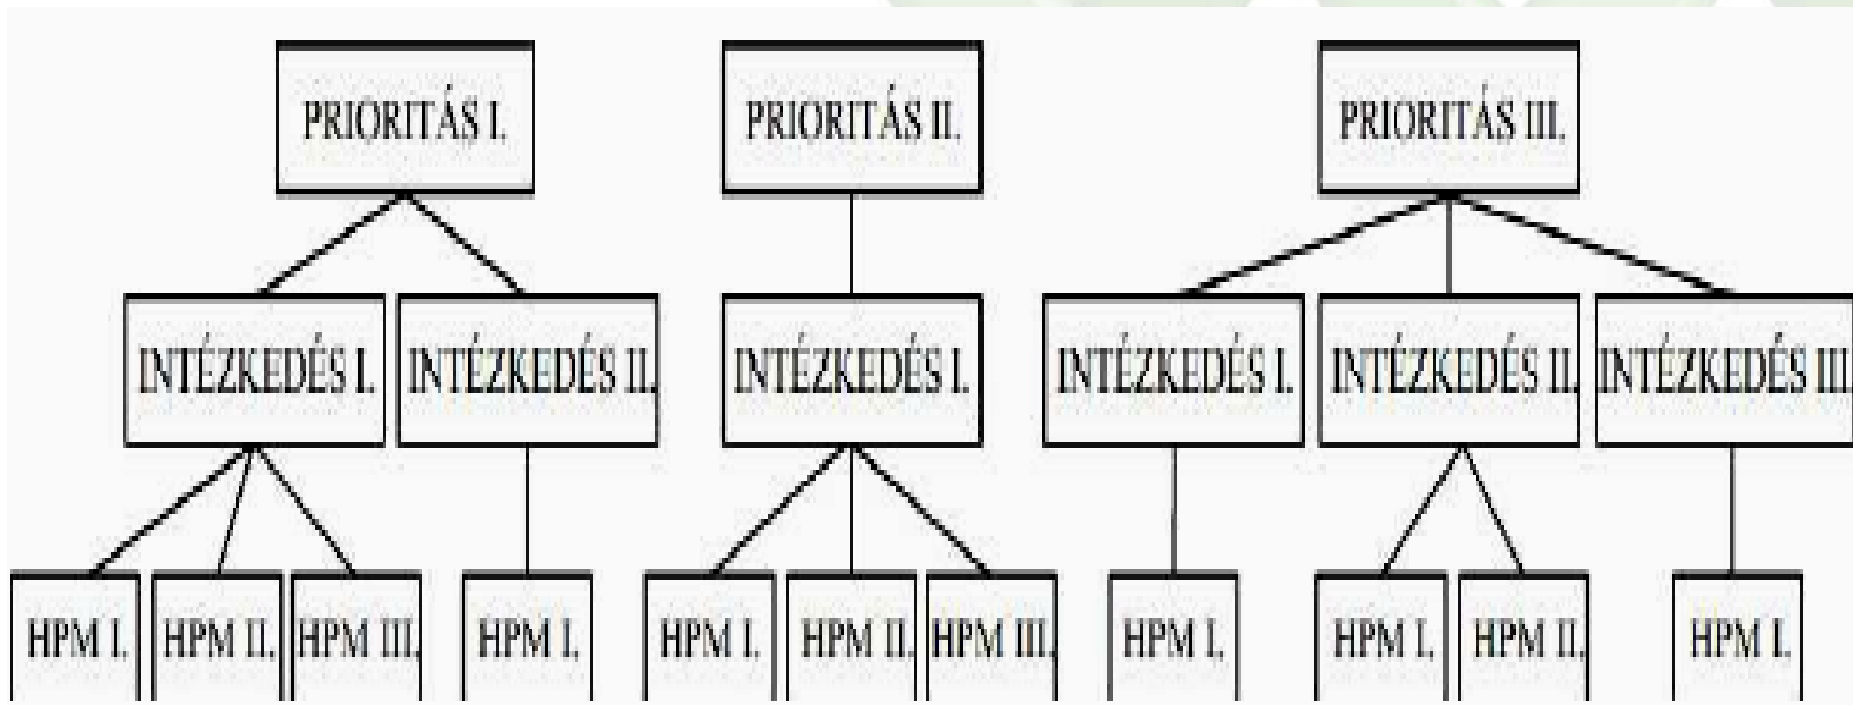 PRIORITÁS I.
PRIORITÁS II.
PRIORITÁS III.
INTÉZKEDÉS I.
INTÉZKEDÉS II.
INTÉZKEDÉS I.
INTÉZKEDÉS I.
INTÉZKEDÉS II.
INTÉZKEDÉS III.
HPM I.
HPM II.
HPM III.
HPM I.
HPM I.
HPM II.
HPM III.
HPM I.
HPM I.
HPM II.
HPM I.